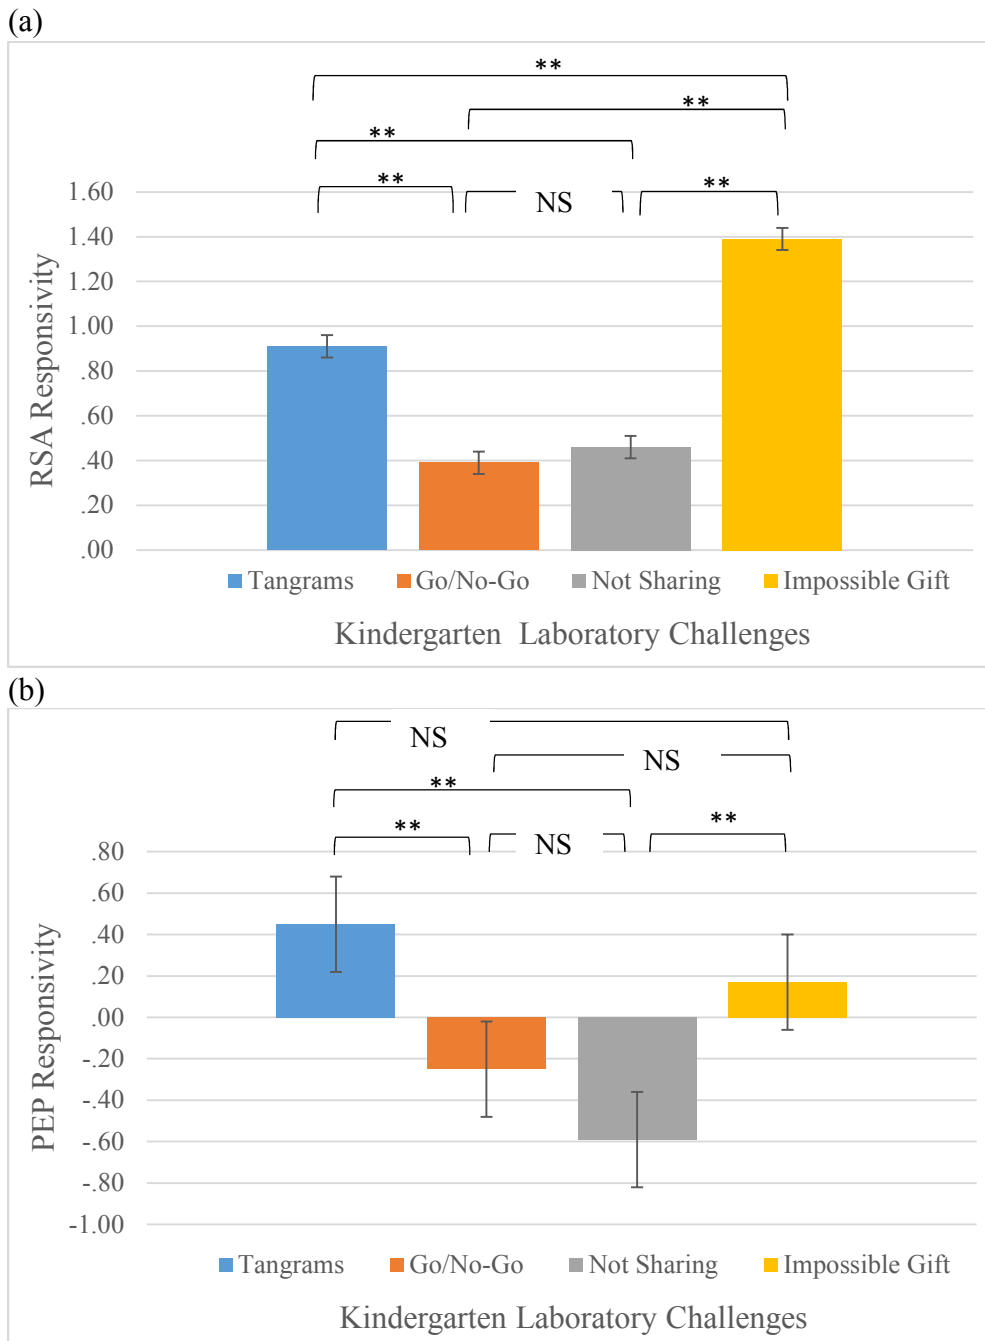 (a)
**
**
**
**
NS
**
1.60
1.40
1.20
1.00
.80
.60
.40
.20
.00
RSA Responsivity
Tangrams Go/No-Go Not Sharing Impossible Gift
Kindergarten Laboratory Challenges
(b)
NS
NS
**
**
NS
**
.80
.60
.40
.20
.00
-.20
-.40
-.60
-.80
-1.00
PEP Responsivity
Tangrams Go/No-Go Not Sharing Impossible Gift
Kindergarten Laboratory Challenges